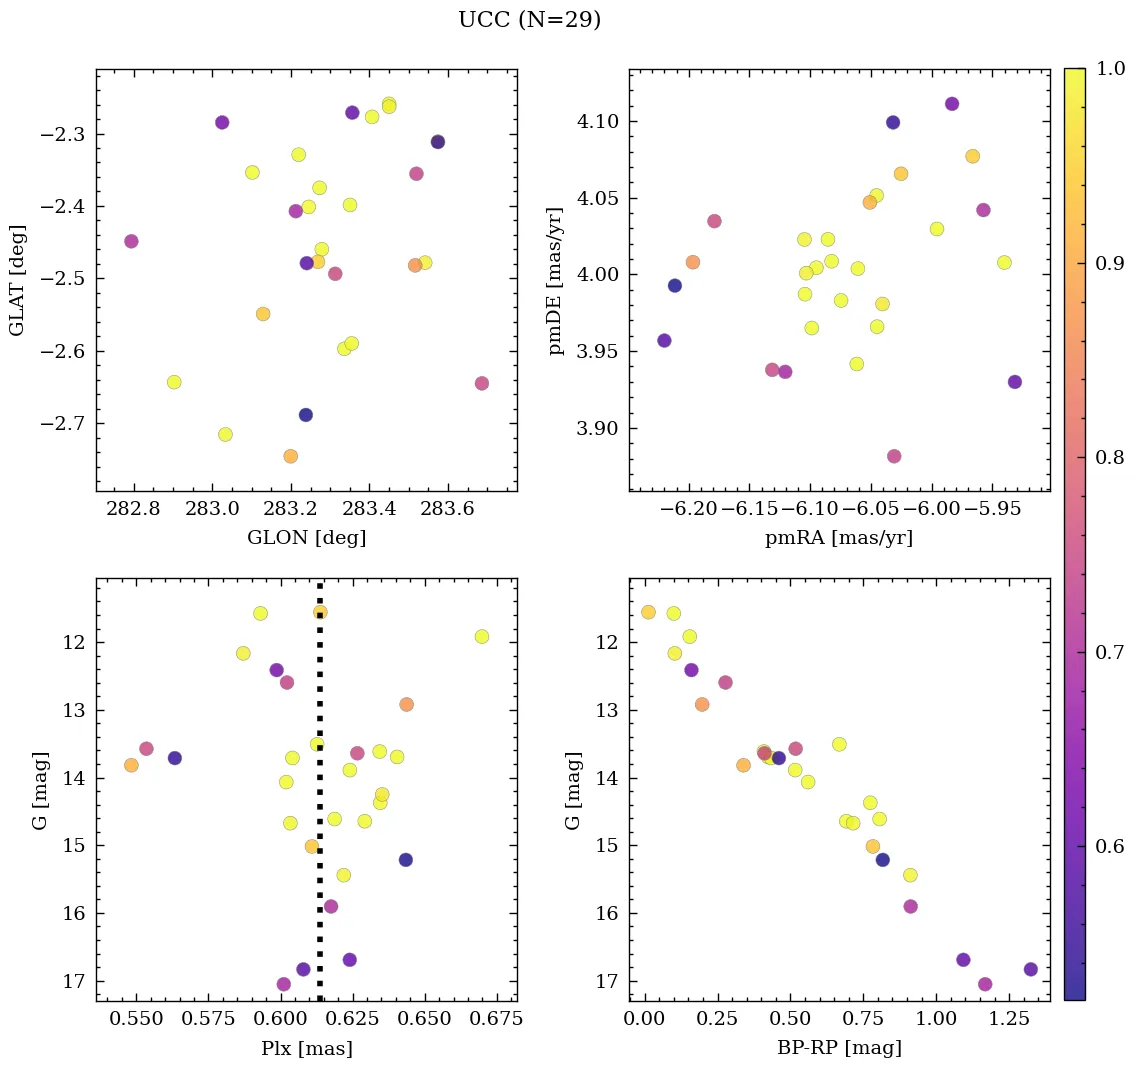 UCC (N=29)
−2.3
−2.4
−2.5
−2.6
−2.7
GLAT [deg]
282.8 283.0 283.2 283.4 283.6
GLON [deg]
4.10
4.05
4.00
3.95
3.90
pmDE [mas/yr]
−6.20 −6.15 −6.10 −6.05 −6.00 −5.95
pmRA [mas/yr]
1.0
0.9
0.8
0.7
0.6
12
13
14
15
16
17
G [mag]
0.550 0.575 0.600 0.625 0.650 0.675
Plx [mas]
12
13
14
15
16
17
G [mag]
0.00 0.25 0.50 0.75 1.00 1.25
BP-RP [mag]